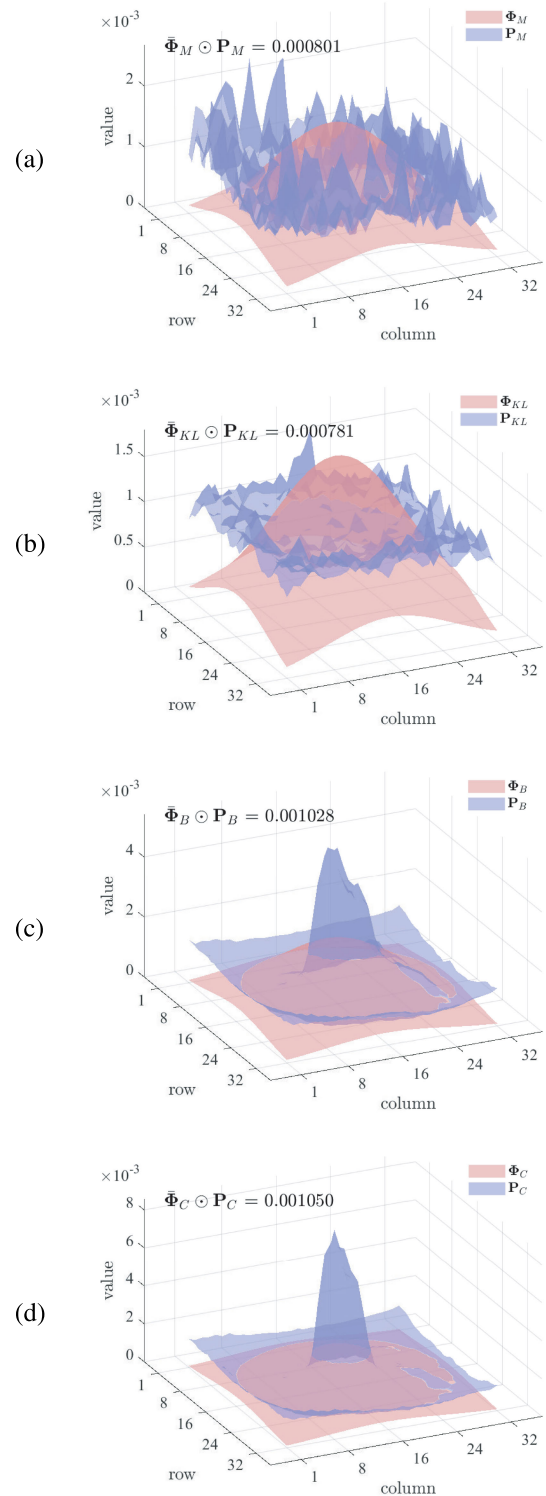 ×10⁻³
Φ̄_M ⊙ P_M = 0.000801
Φ_M
P_M
(a)
value
2
1
0
1
8
16
24
32
row
1
8
16
24
32
column
×10⁻³
Φ̄_KL ⊙ P_KL = 0.000781
Φ_KL
P_KL
(b)
value
1.5
1
0.5
0
1
8
16
24
32
row
1
8
16
24
32
column
×10⁻³
Φ̄_B ⊙ P_B = 0.001028
Φ_B
P_B
(c)
value
4
2
0
1
8
16
24
32
row
1
8
16
24
32
column
×10⁻³
Φ̄_C ⊙ P_C = 0.001050
Φ_C
P_C
(d)
value
8
6
4
2
0
1
8
16
24
32
row
1
8
16
24
32
column